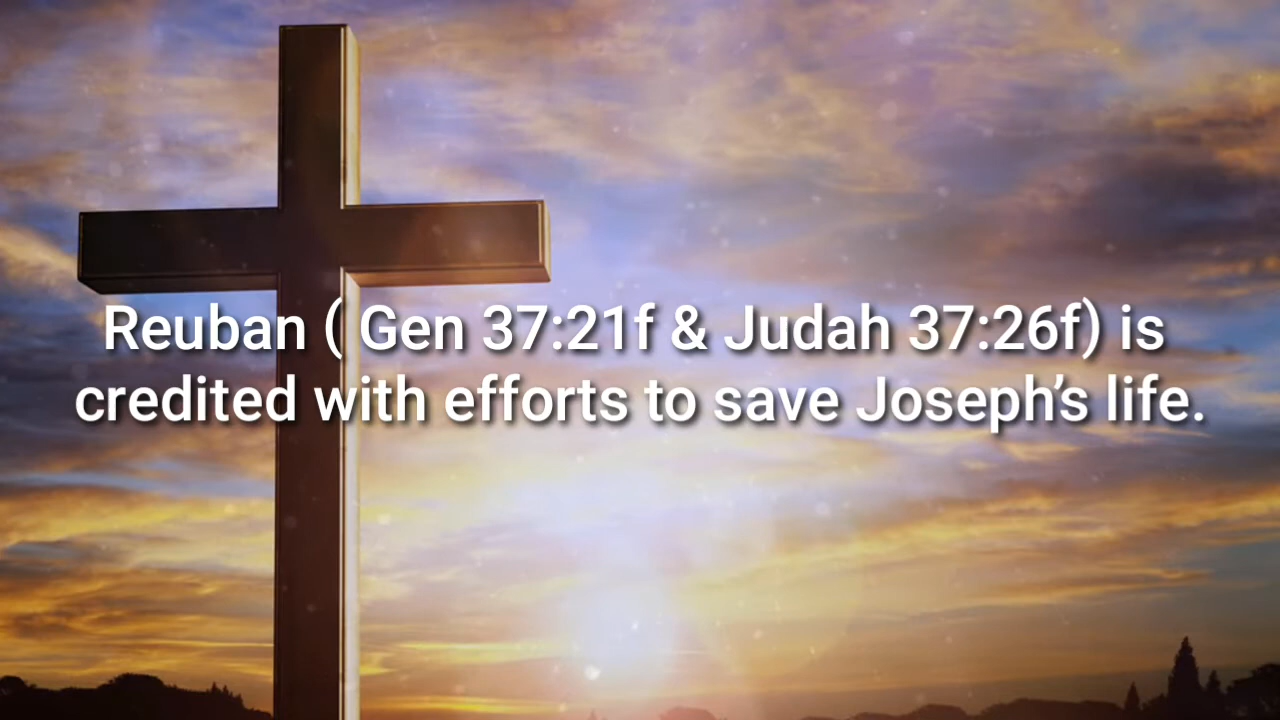 Reuban ( Gen 37:21f & Judah 37:26f) is
credited with efforts to save Joseph’s life.